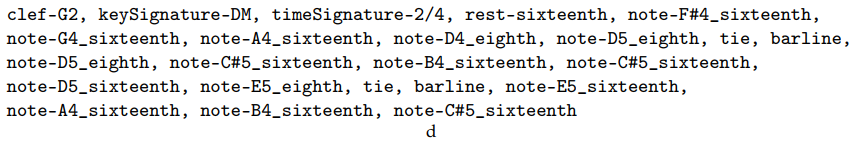 clef-G2, keySignature-DM, timeSignature-2/4, rest-sixteenth, note-F#4_sixteenth,
note-G4_sixteenth, note-A4_sixteenth, note-D4_eighth, note-D5_eighth, tie, barline,
note-D5_eighth, note-C#5_sixteenth, note-B4_sixteenth, note-C#5_sixteenth,
note-D5_sixteenth, note-E5_eighth, tie, barline, note-E5_sixteenth,
note-A4_sixteenth, note-B4_sixteenth, note-C#5_sixteenth
d